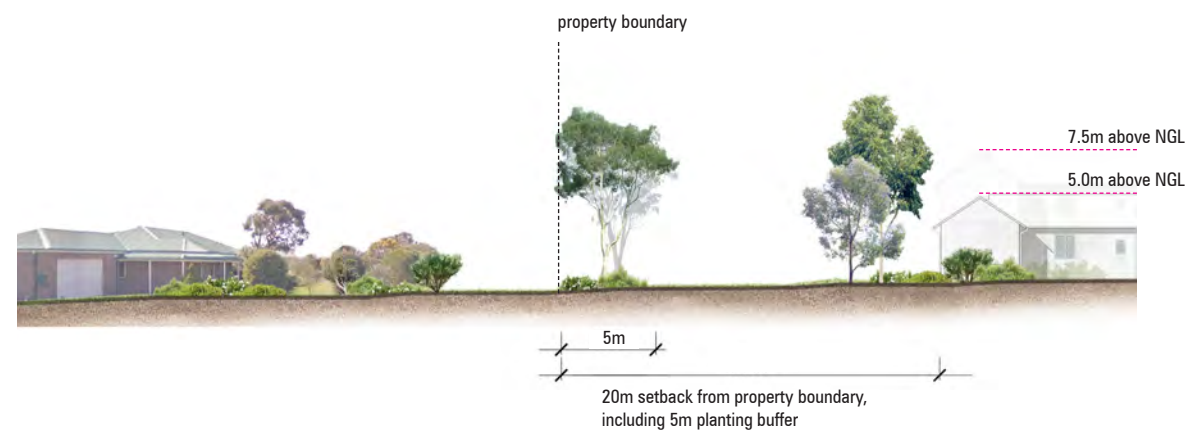 property boundary
7.5m above NGL
5.0m above NGL
5m
20m setback from property boundary,
including 5m planting buffer